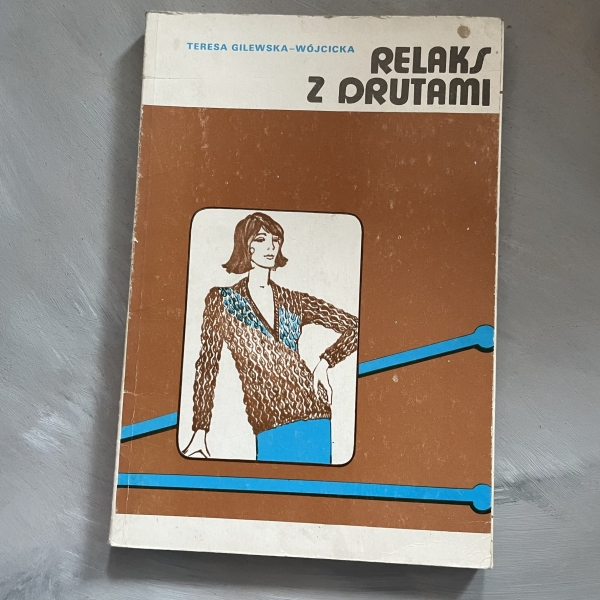 TERESA GILEWSKA-WÓJCICKA
RELAKS
Z DRUTAMI